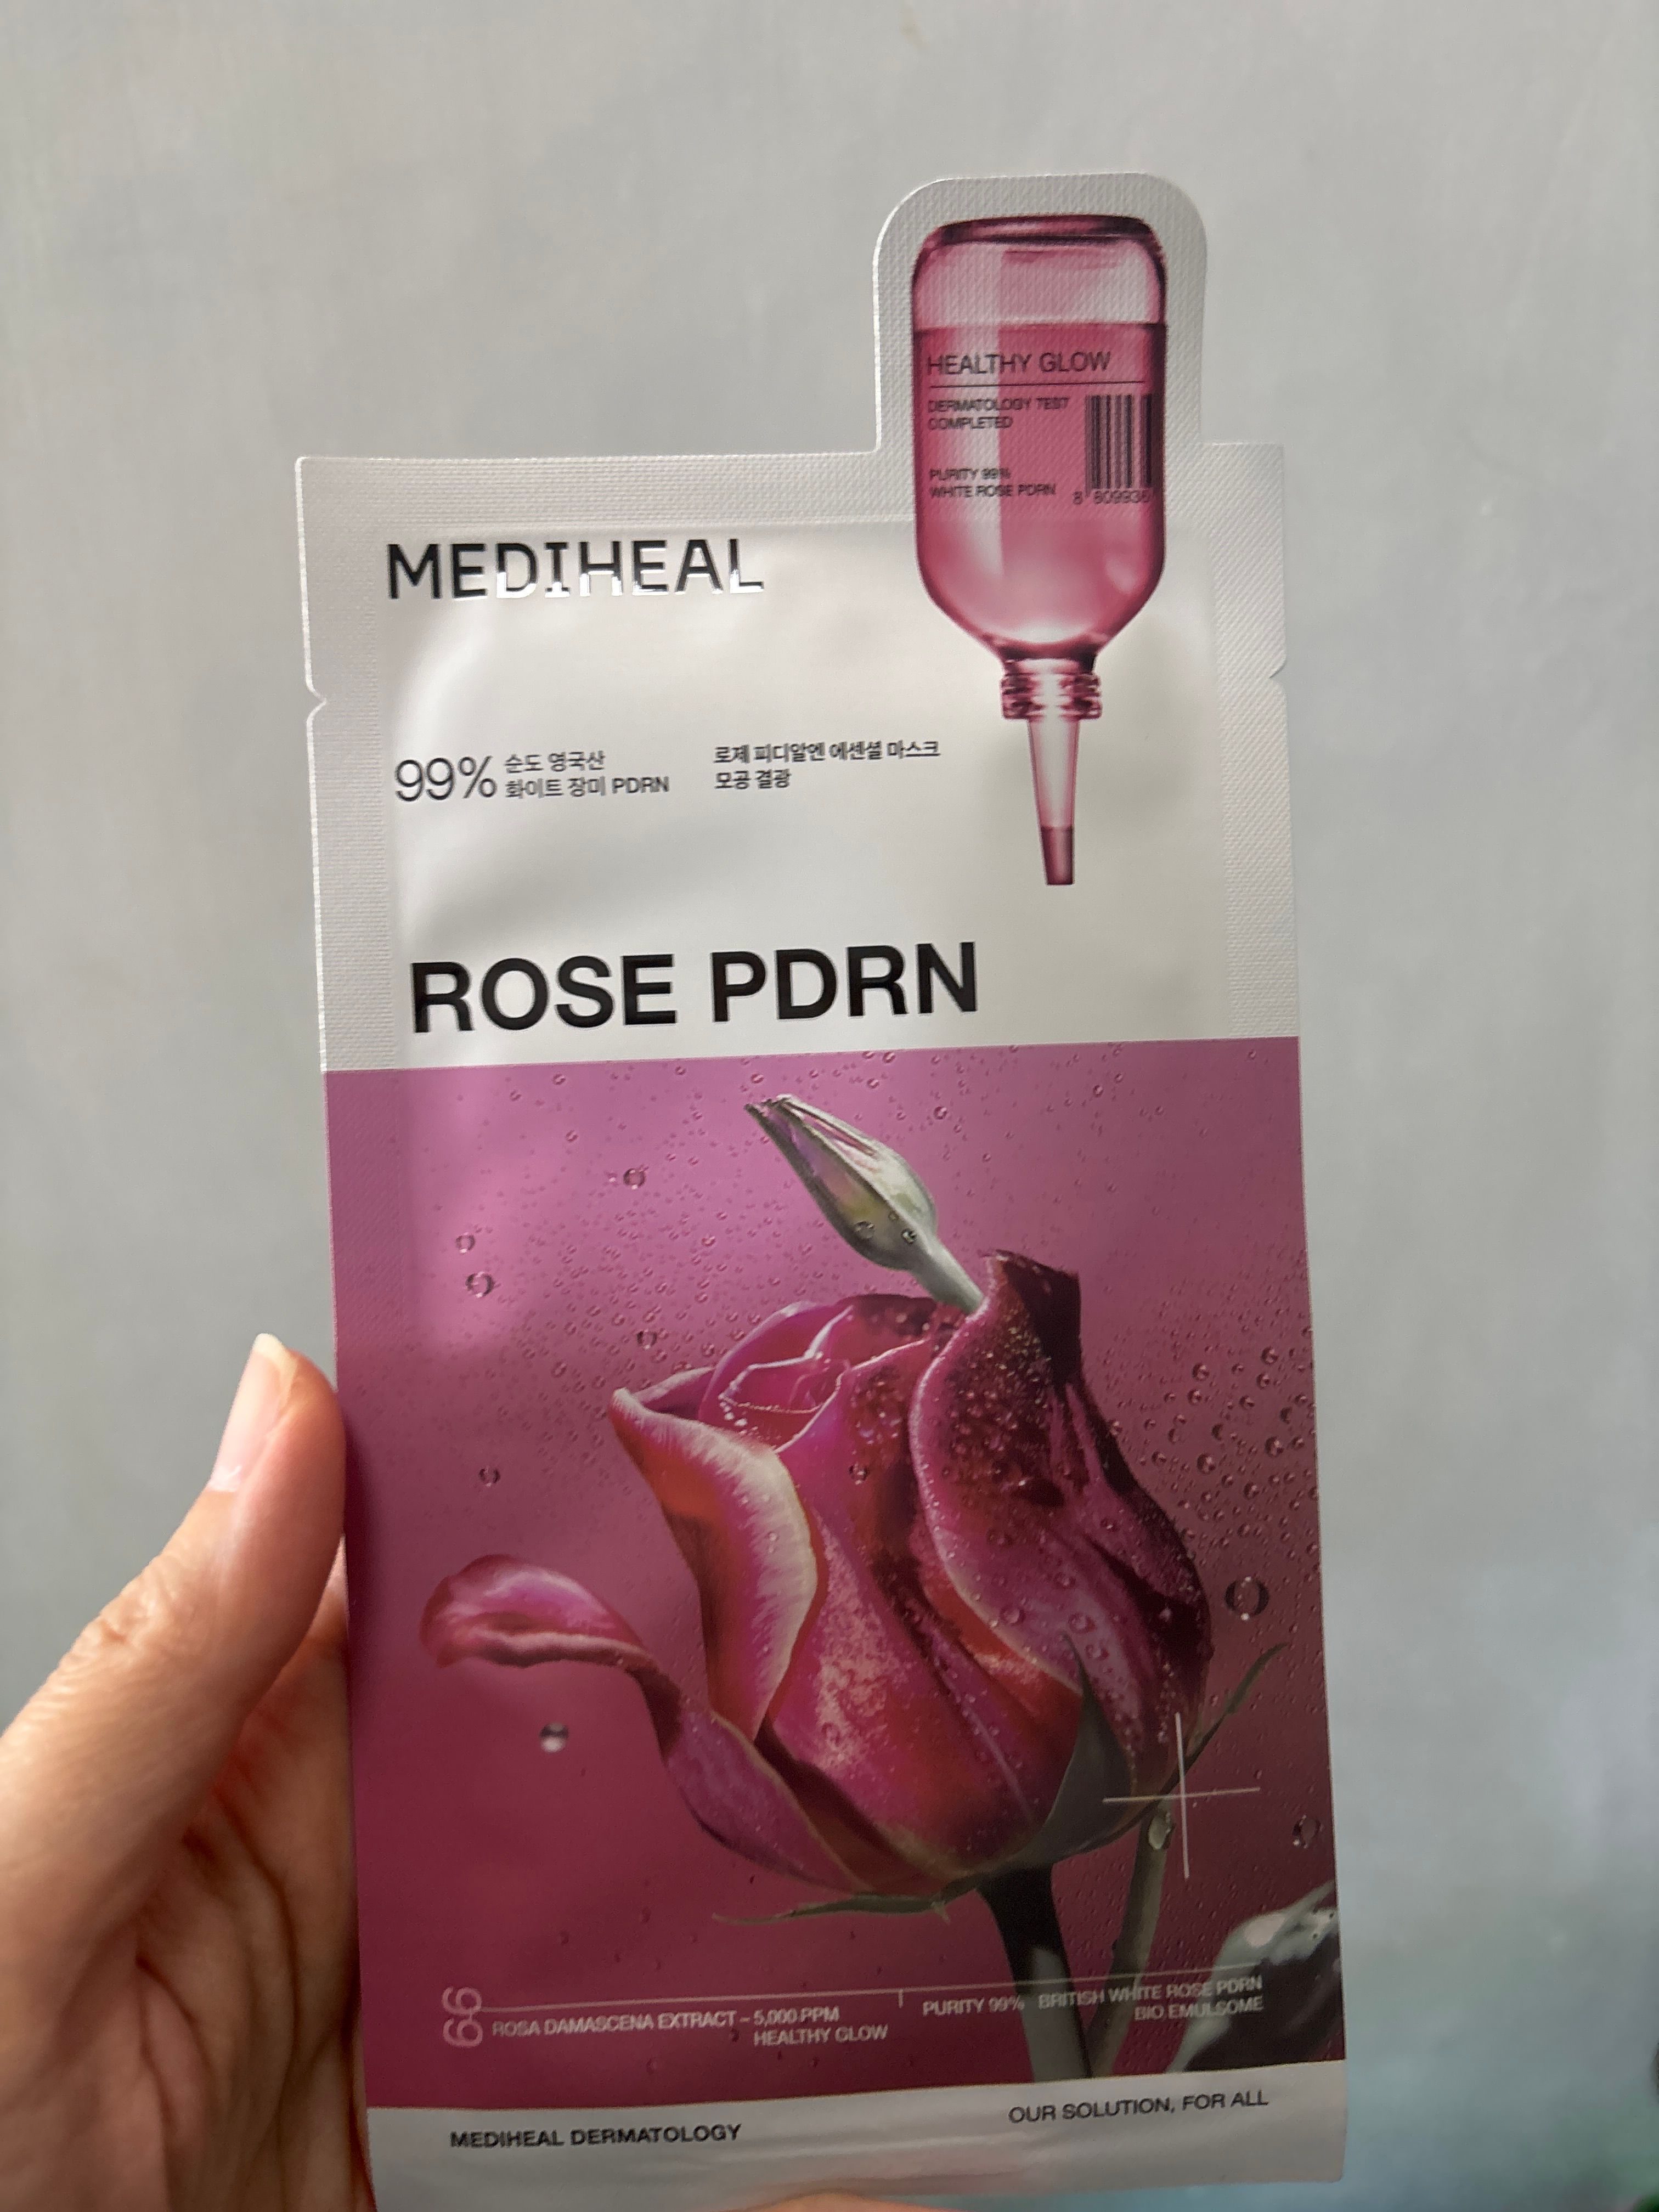 HEALTHY GLOW
DERMATOLOGY TEST
COMPLETED
PURITY 99%
WHITE ROSE PDRN
8 809936
MEDIHEAL
99% 순도 영국산
화이트 장미 PDRN
로제 피디알엔 에센셜 마스크
모공 결광
ROSE PDRN
99
ROSA DAMASCENA EXTRACT – 5,000 PPM
HEALTHY GLOW
PURITY 99% BRITISH WHITE ROSE PDRN
BIO EMULSOME
MEDIHEAL DERMATOLOGY
OUR SOLUTION, FOR ALL